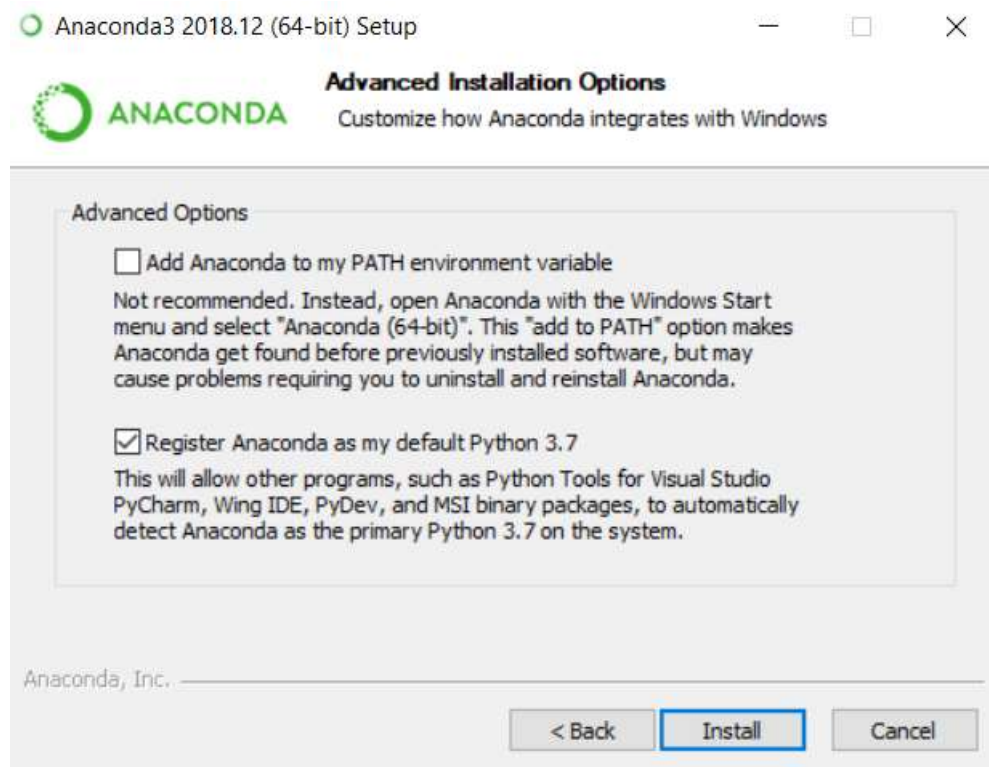 Anaconda3 2018.12 (64-bit) Setup
ANACONDA
Advanced Installation Options
Customize how Anaconda integrates with Windows
Advanced Options
Add Anaconda to my PATH environment variable
Not recommended. Instead, open Anaconda with the Windows Start
menu and select "Anaconda (64-bit)". This "add to PATH" option makes
Anaconda get found before previously installed software, but may
cause problems requiring you to uninstall and reinstall Anaconda.
Register Anaconda as my default Python 3.7
This will allow other programs, such as Python Tools for Visual Studio
PyCharm, Wing IDE, PyDev, and MSI binary packages, to automatically
detect Anaconda as the primary Python 3.7 on the system.
Anaconda, Inc.
< Back
Install
Cancel